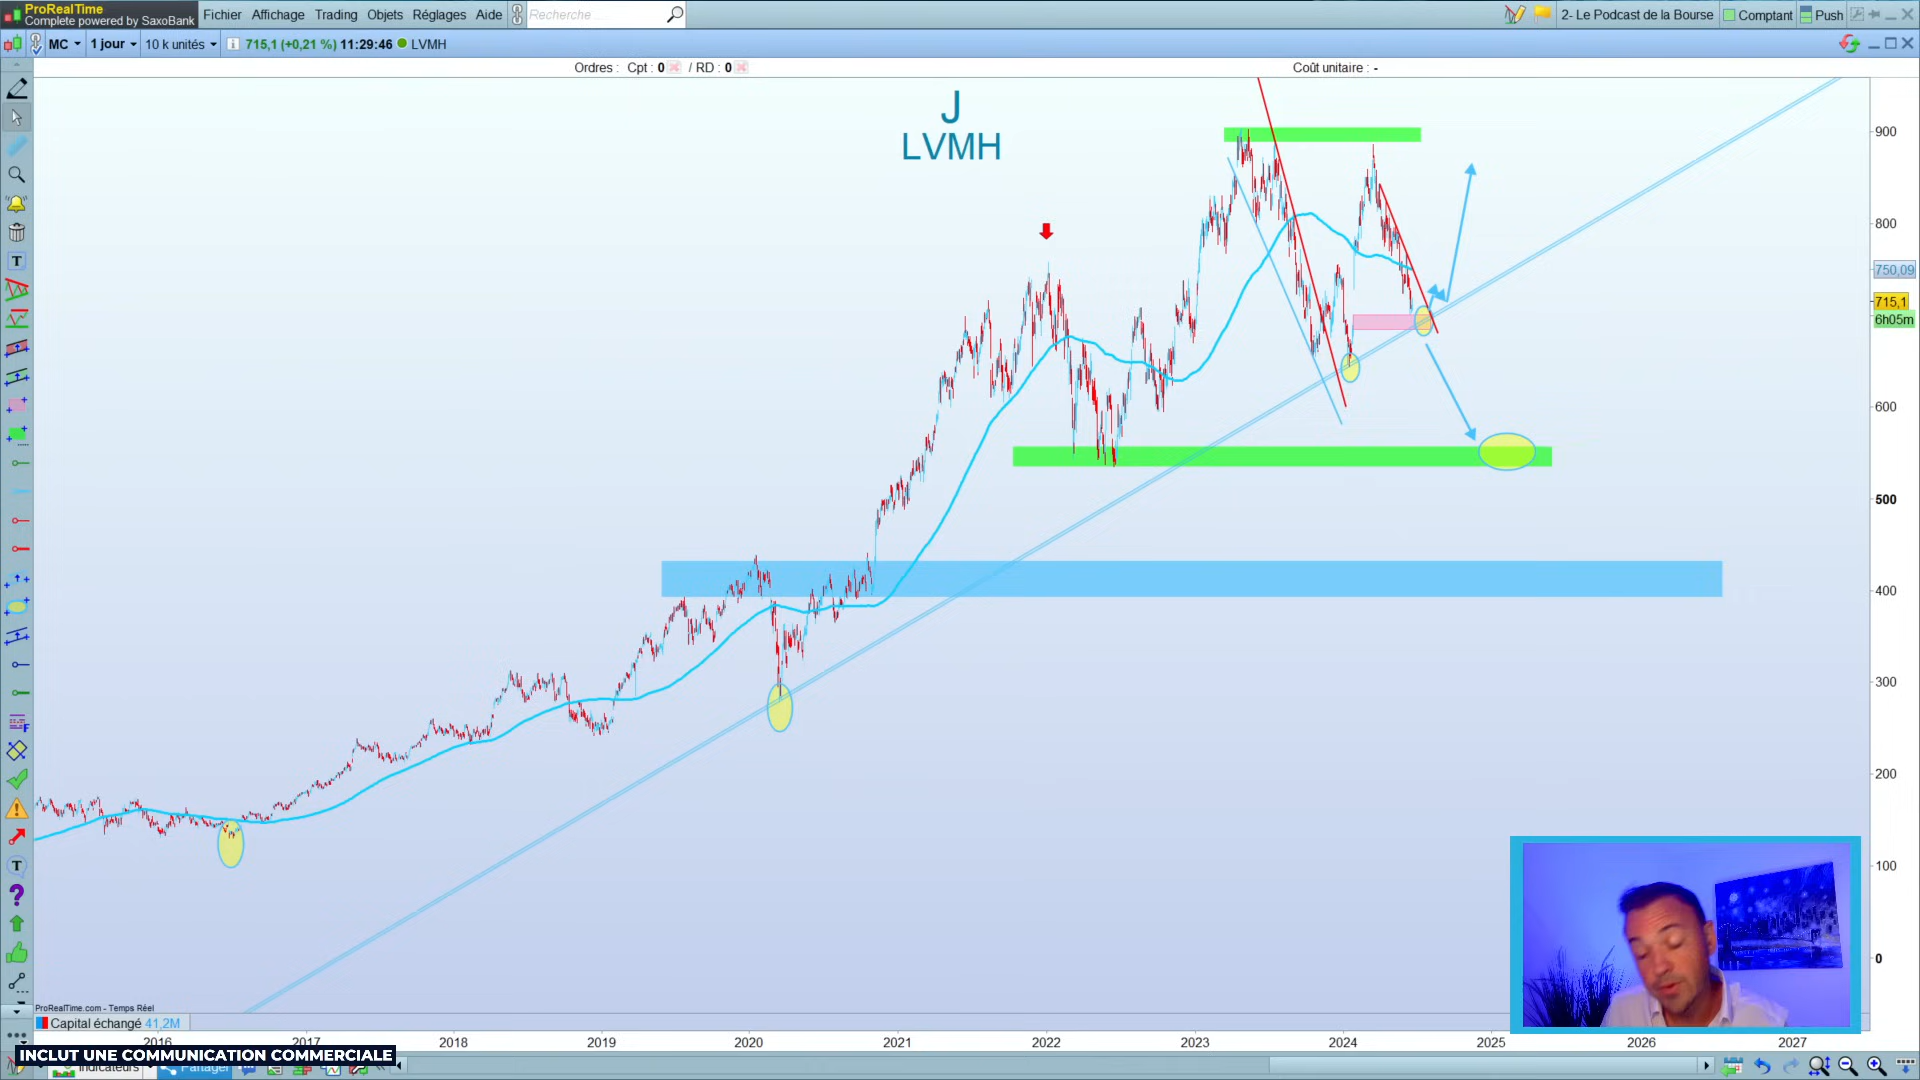 ProRealTime
Complete powered by SaxoBank
Fichier Affichage Trading Objets Réglages Aide
Recherche ...
2- Le Podcast de la Bourse
Comptant
Push
MC 1 jour 10 k unités 715,1 (+0,21 %) 11:29:46 LVMH
Ordres : Cpt : 0 / RD : 0
Coût unitaire : -
J
LVMH
900
800
750,09
715,1
6h05m
600
500
400
300
200
100
0
ProRealTime.com - Temps Réel
Capital échangé 41,2M
2016 2017 2018 2019 2020 2021 2022 2023 2024 2025 2026 2027
INCLUT UNE COMMUNICATION COMMERCIALE
Indicateurs
Partager